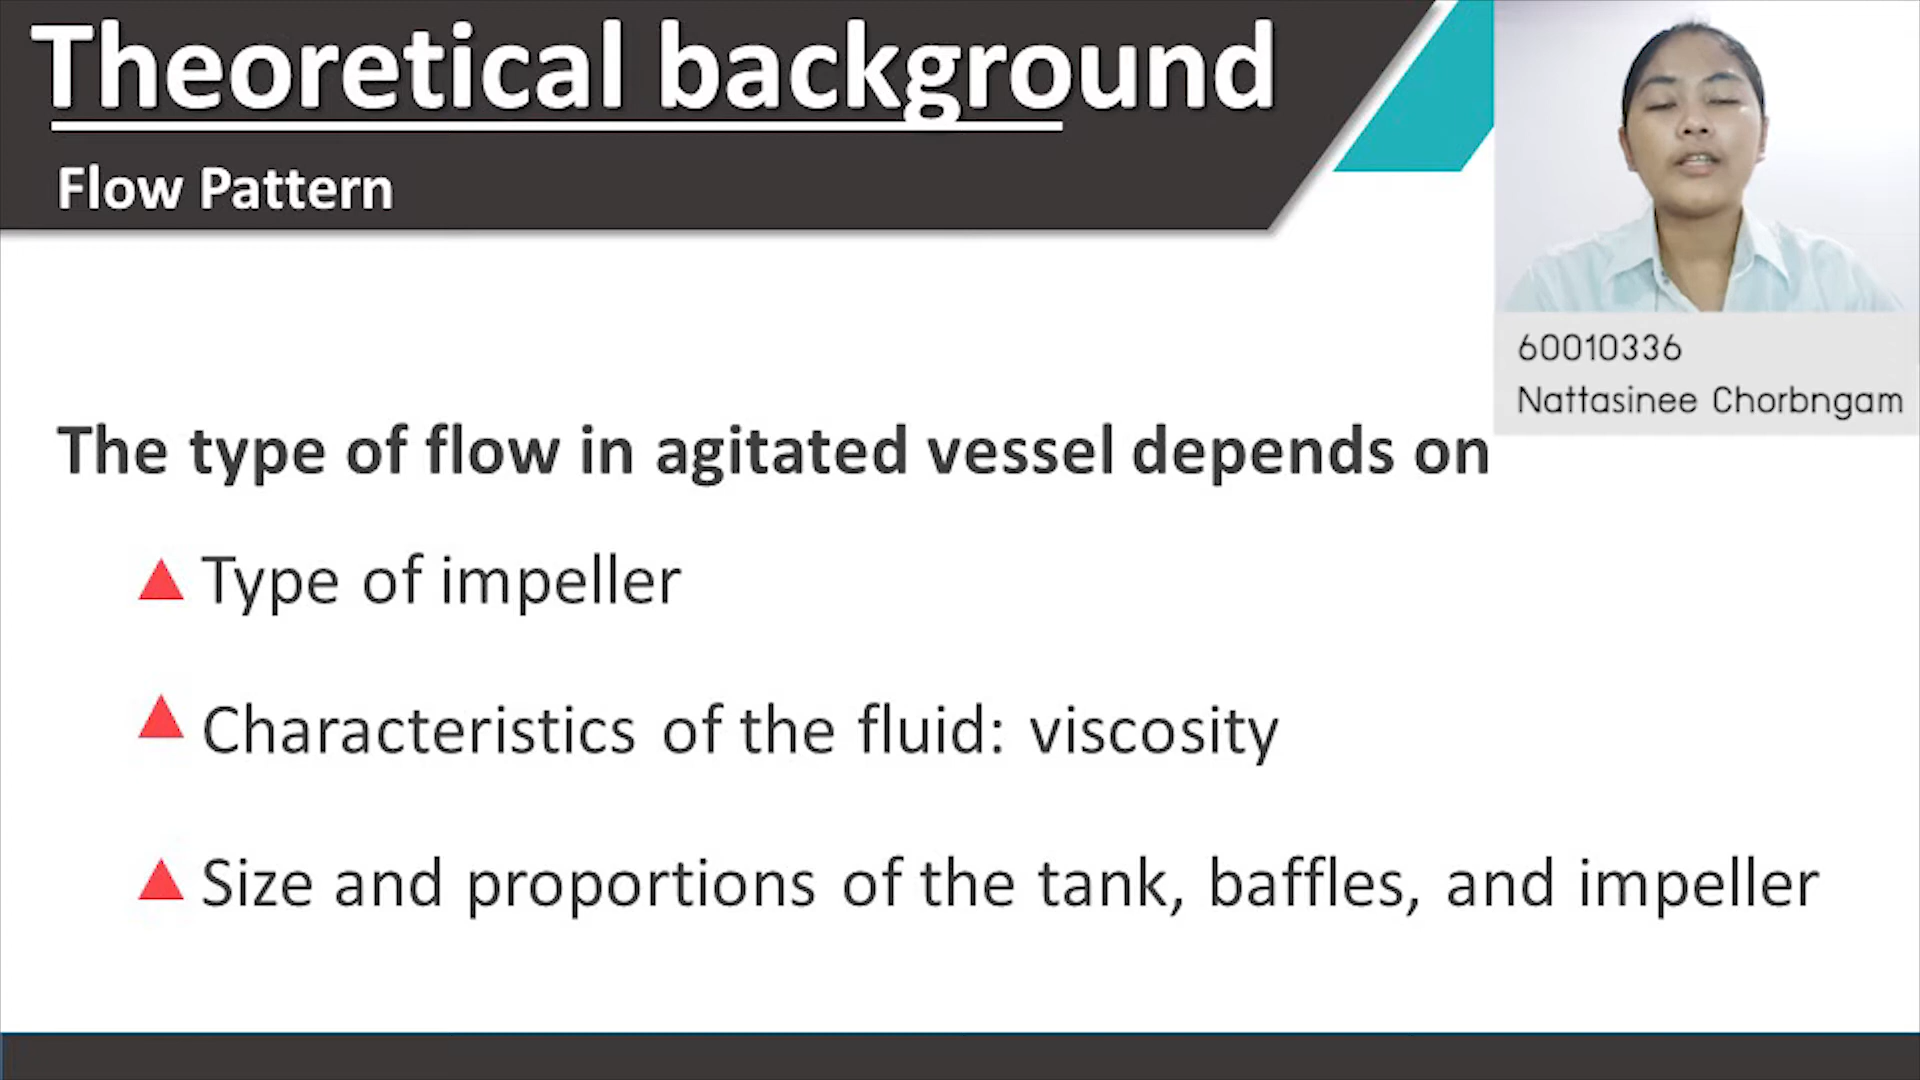 Theoretical background
Flow Pattern
60010336
Nattasinee Chorbngam
The type of flow in agitated vessel depends on
Type of impeller
Characteristics of the fluid: viscosity
Size and proportions of the tank, baffles, and impeller